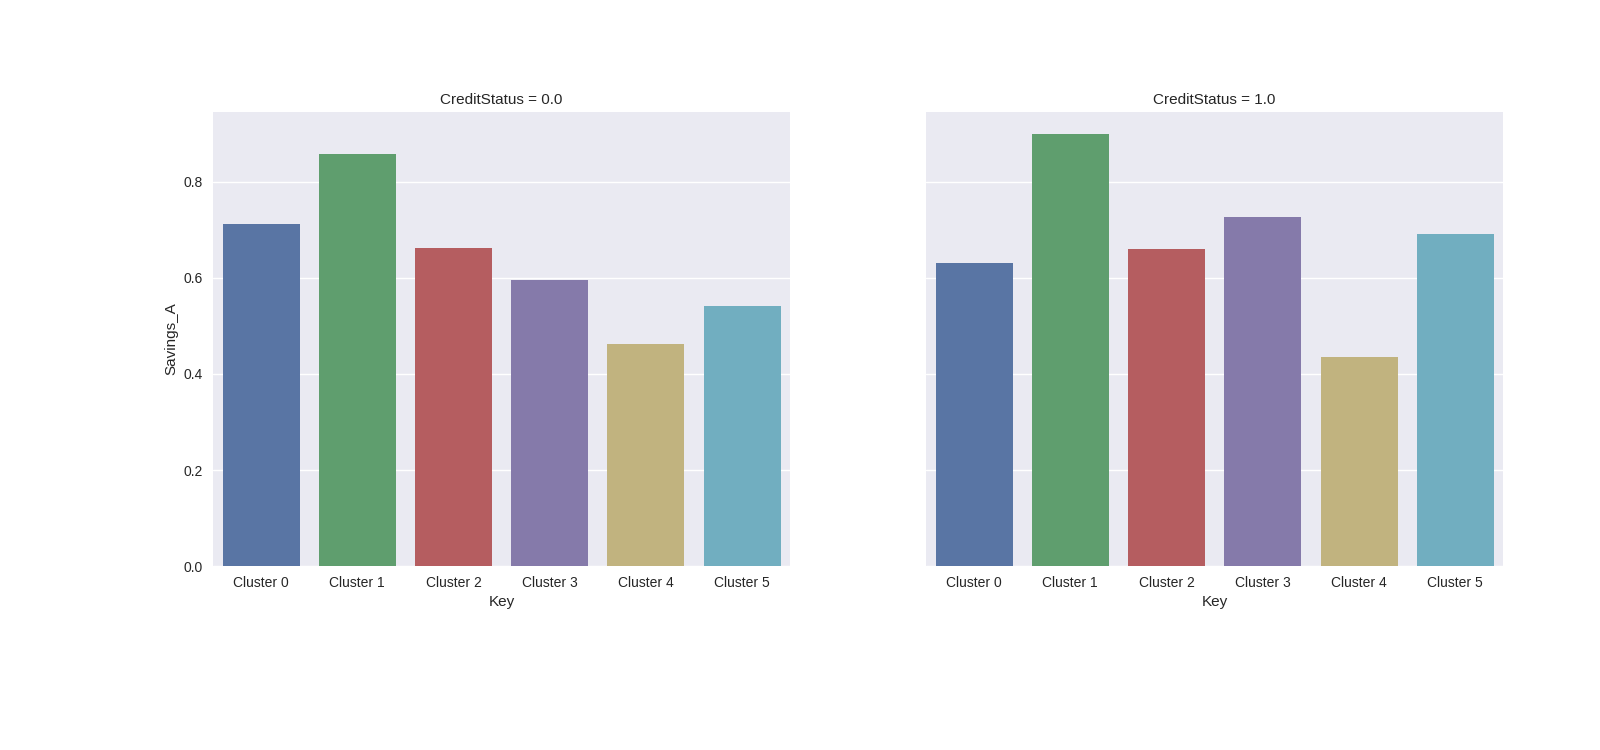 CreditStatus = 0.0
CreditStatus = 1.0
0.8
0.6
0.4
0.2
0.0
Savings_A
Cluster 0 Cluster 1 Cluster 2 Cluster 3 Cluster 4 Cluster 5
Key
Cluster 0 Cluster 1 Cluster 2 Cluster 3 Cluster 4 Cluster 5
Key